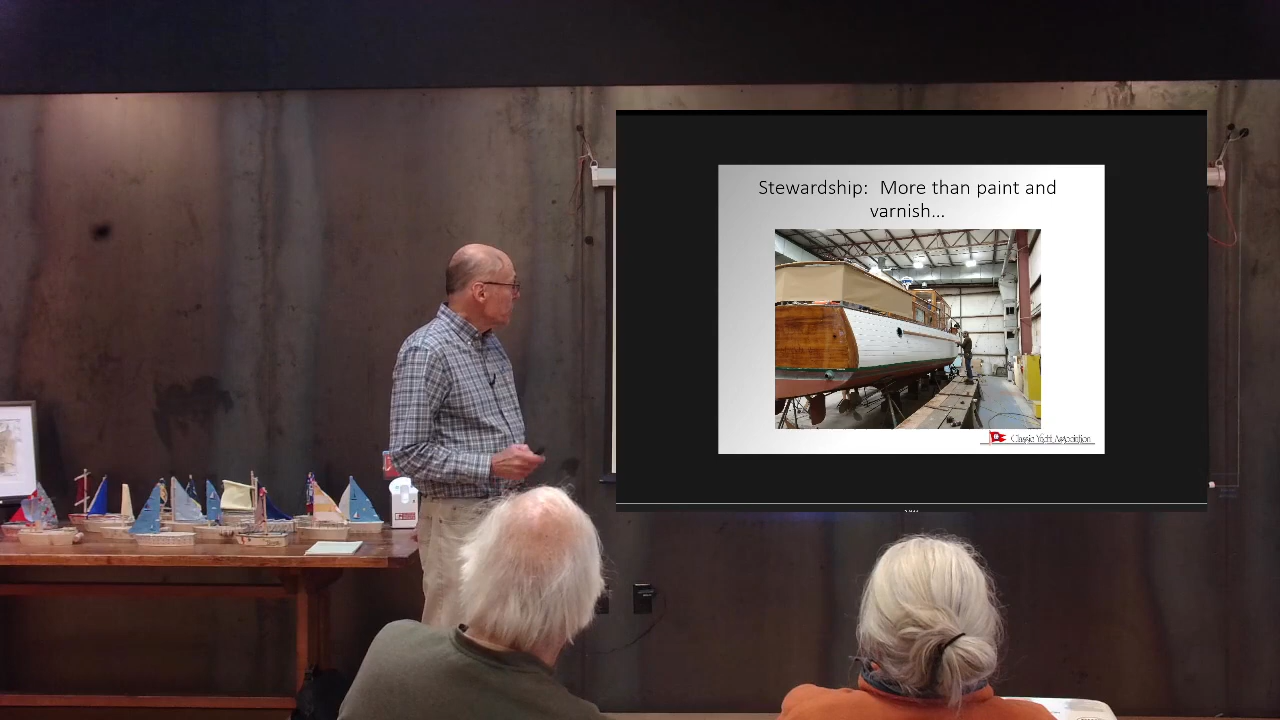 Stewardship:  More than paint and
varnish...
Classic Yacht Association